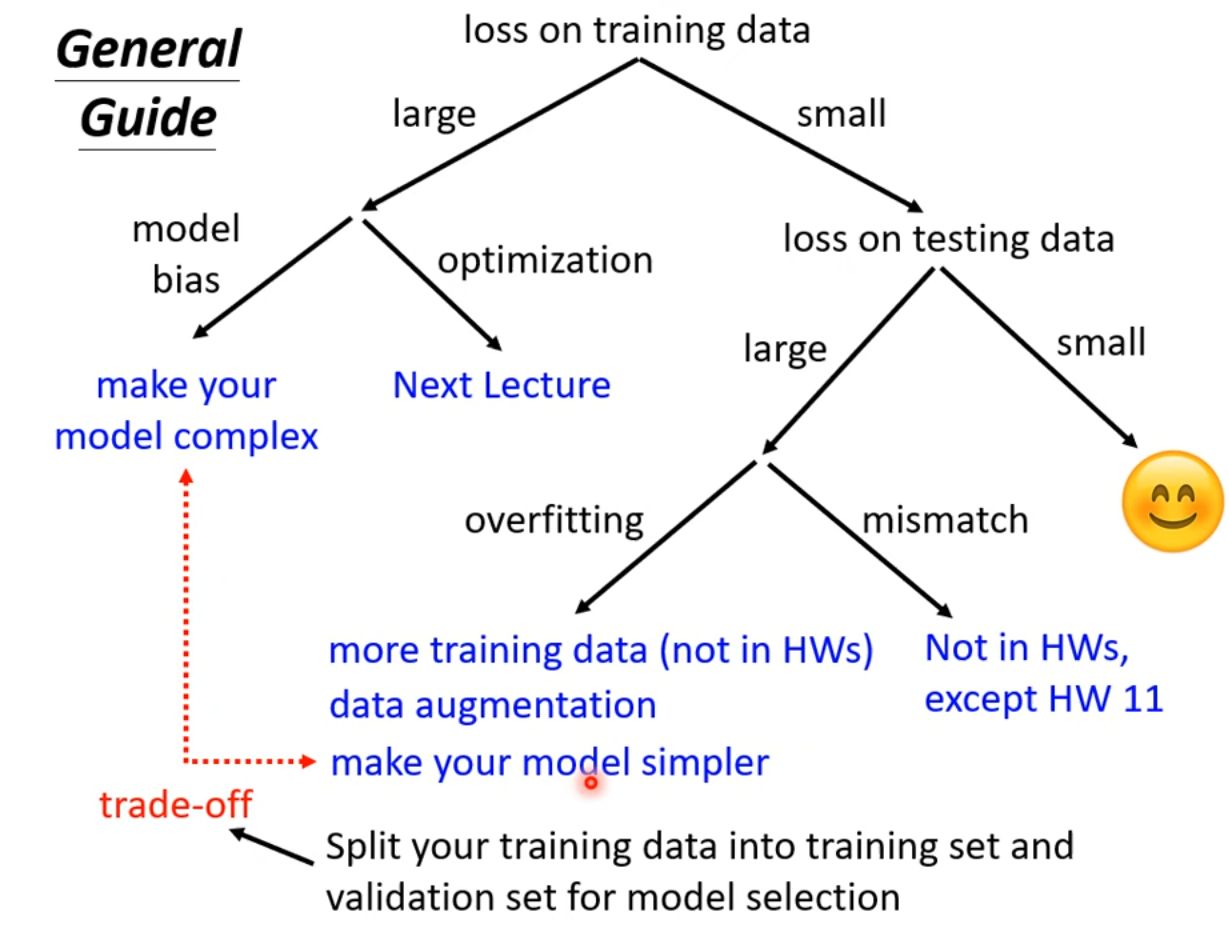 General
Guide
loss on training data
large
small
model
bias
optimization
loss on testing data
make your
model complex
Next Lecture
large
small
overfitting
mismatch
more training data (not in HWs)
data augmentation
make your model simpler
Not in HWs,
except HW 11
trade-off
Split your training data into training set and
validation set for model selection